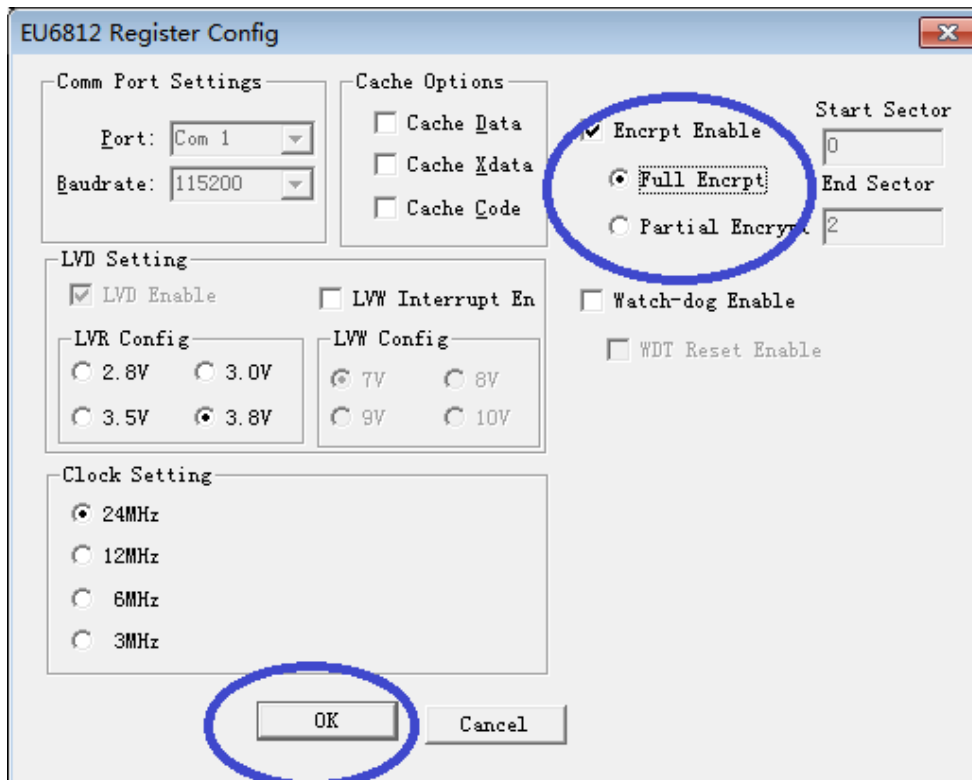 EU6812 Register Config
Comm Port Settings
Port: Com 1
Baudrate: 115200
Cache Options
Cache Data
Cache Xdata
Cache Code
Encrpt Enable
Full Encrpt
Partial Encrypt
Start Sector
0
End Sector
2
LVD Setting
LVD Enable
LVW Interrupt En
LVR Config
2.8V 3.0V
3.5V 3.8V
LVW Config
7V 8V
9V 10V
Watch-dog Enable
WDT Reset Enable
Clock Setting
24MHz
12MHz
6MHz
3MHz
OK Cancel